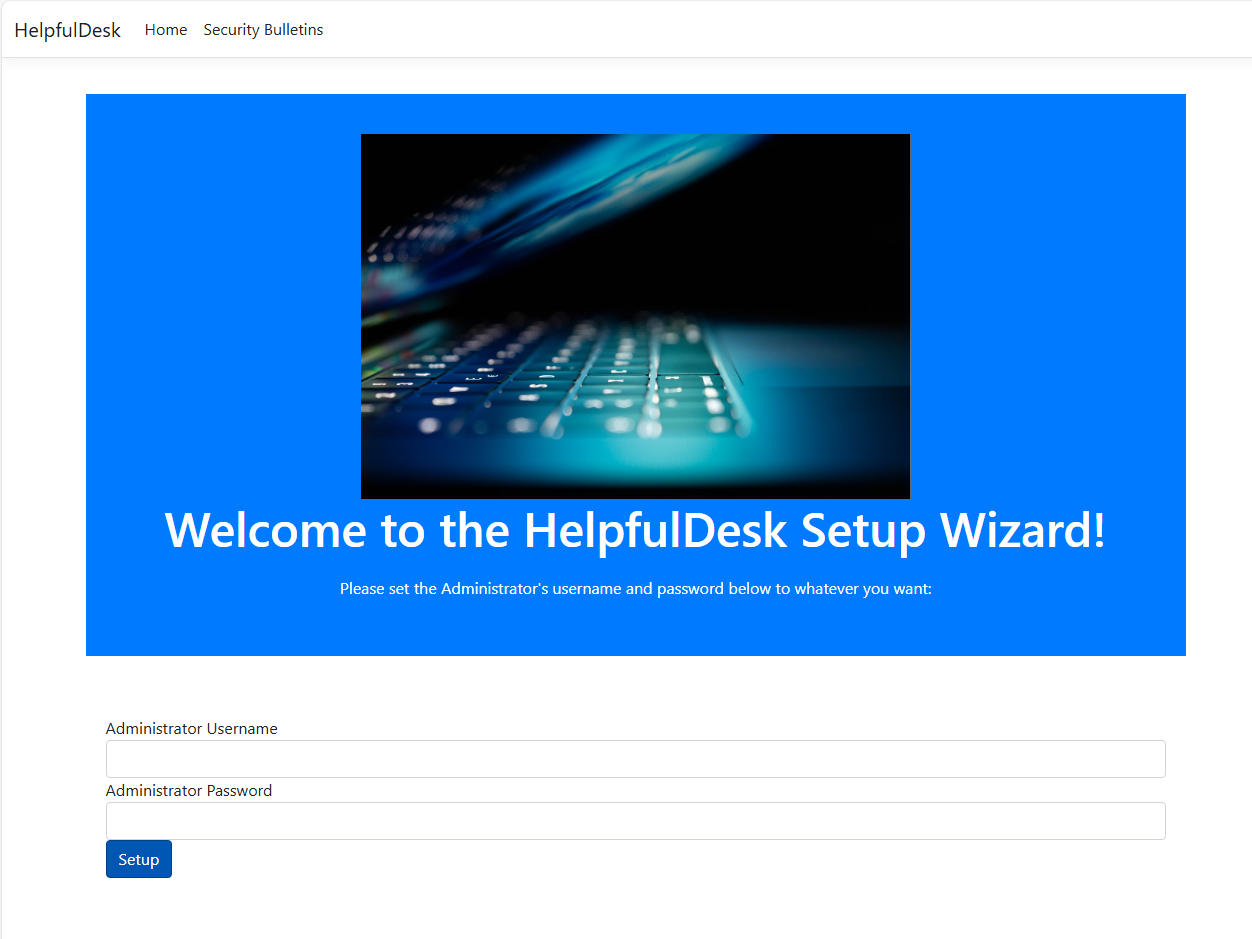 HelpfulDesk Home Security Bulletins
Welcome to the HelpfulDesk Setup Wizard!
Please set the Administrator's username and password below to whatever you want:
Administrator Username
Administrator Password
Setup